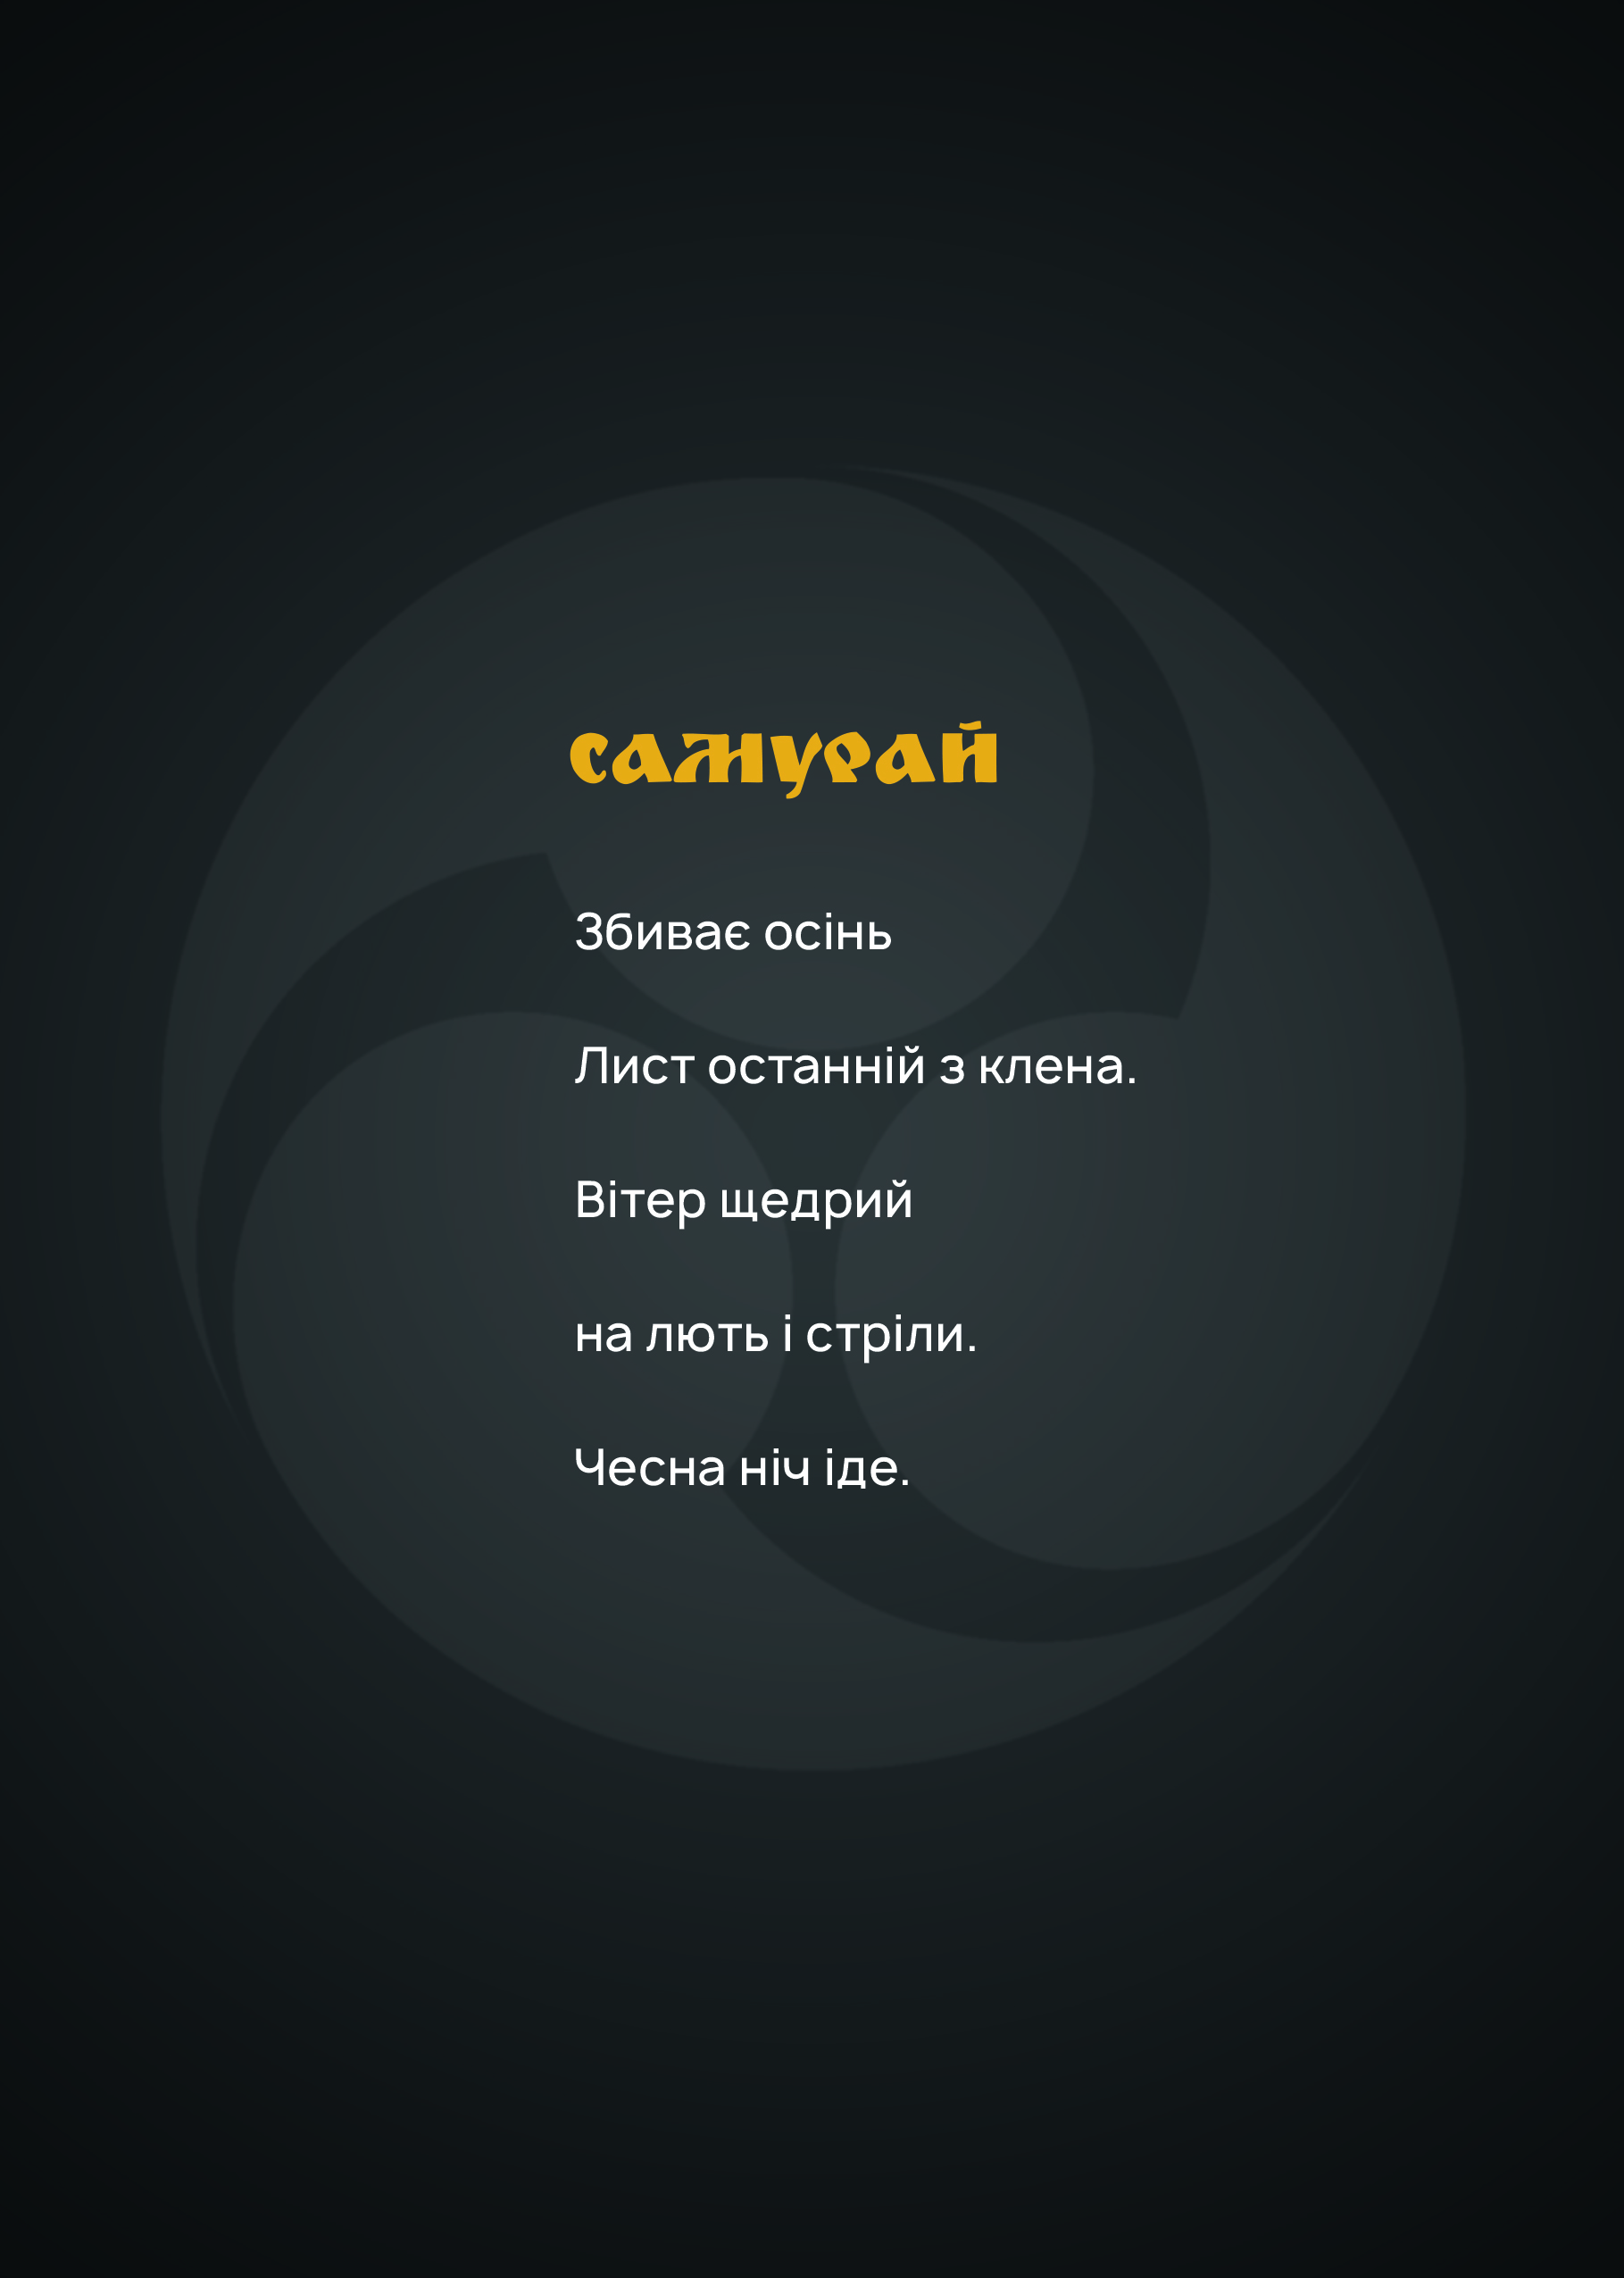 самурай
Збиває осінь
Лист останній з клена.
Вітер щедрий
на лють і стріли.
Чесна ніч іде.